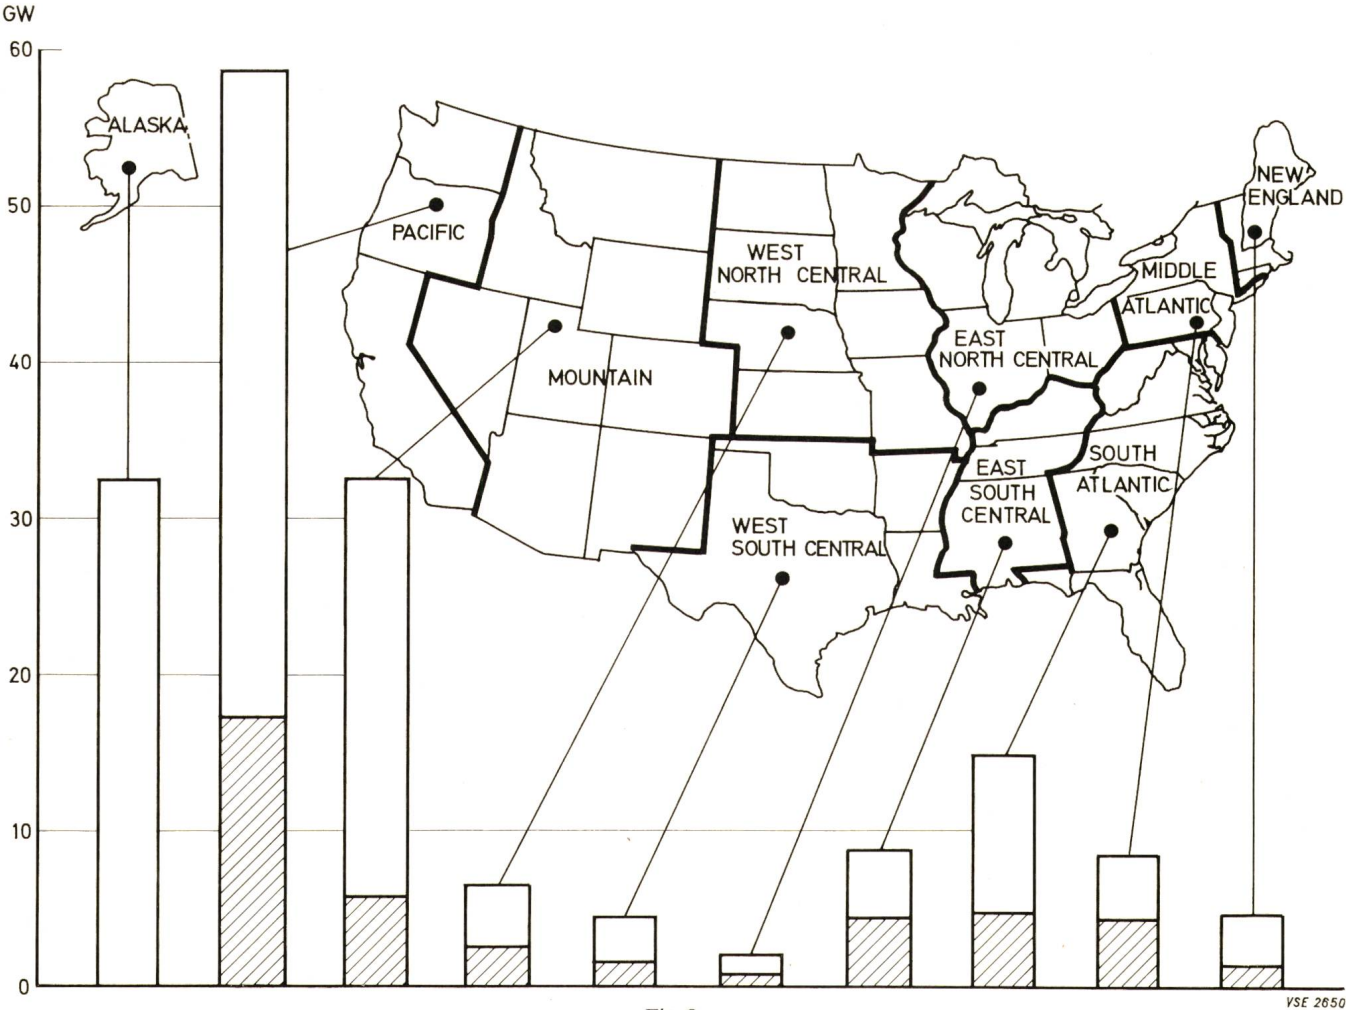 GW
60
50
40
30
20
10
0
ALASKA
PACIFIC
MOUNTAIN
WEST
NORTH CENTRAL
WEST
SOUTH CENTRAL
EAST
NORTH CENTRAL
EAST
SOUTH
CENTRAL
SOUTH
ATLANTIC
MIDDLE
ATLANTIC
NEW
ENGLAND
VSE 2650